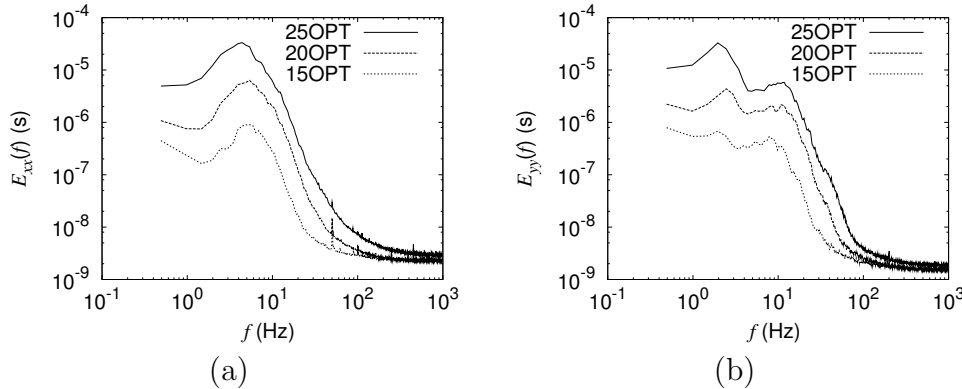 10^-4
10^-5
10^-6
10^-7
10^-8
10^-9
E_xx(f) (s)
25OPT
20OPT
15OPT
10^-1 10^0 10^1 10^2 10^3
f (Hz)
(a)
10^-4
10^-5
10^-6
10^-7
10^-8
10^-9
E_yy(f) (s)
25OPT
20OPT
15OPT
10^-1 10^0 10^1 10^2 10^3
f (Hz)
(b)